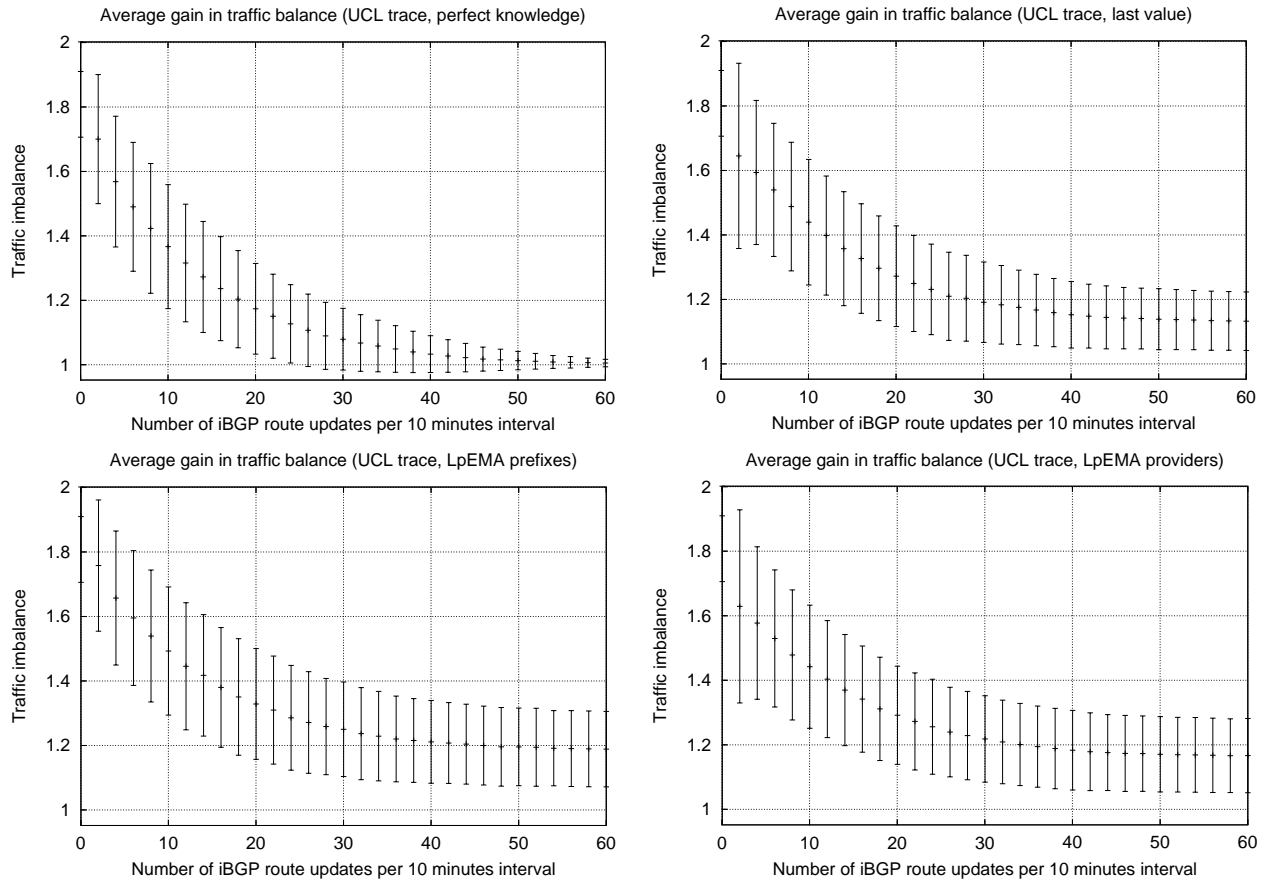 Average gain in traffic balance (UCL trace, perfect knowledge)
2
1.8
1.6
1.4
1.2
1
Traffic imbalance
0 10 20 30 40 50 60
Number of iBGP route updates per 10 minutes interval
Average gain in traffic balance (UCL trace, last value)
2
1.8
1.6
1.4
1.2
1
Traffic imbalance
0 10 20 30 40 50 60
Number of iBGP route updates per 10 minutes interval
Average gain in traffic balance (UCL trace, LpEMA prefixes)
2
1.8
1.6
1.4
1.2
1
Traffic imbalance
0 10 20 30 40 50 60
Number of iBGP route updates per 10 minutes interval
Average gain in traffic balance (UCL trace, LpEMA providers)
2
1.8
1.6
1.4
1.2
1
Traffic imbalance
0 10 20 30 40 50 60
Number of iBGP route updates per 10 minutes interval